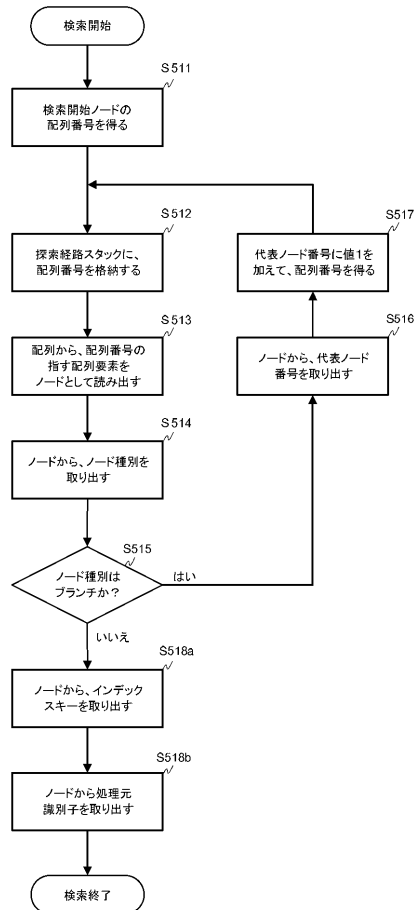 検索開始
S511
検索開始ノードの
配列番号を得る
S512
探索経路スタックに、
配列番号を格納する
S517
代表ノード番号に値1を
加えて、配列番号を得る
S513
配列から、配列番号の
指す配列要素を
ノードとして読み出す
S516
ノードから、代表ノード
番号を取り出す
S514
ノードから、ノード種別を
取り出す
S515
ノード種別は
ブランチか?
はい
いいえ
S518a
ノードから、インデック
スキーを取り出す
S518b
ノードから処理元
識別子を取り出す
検索終了